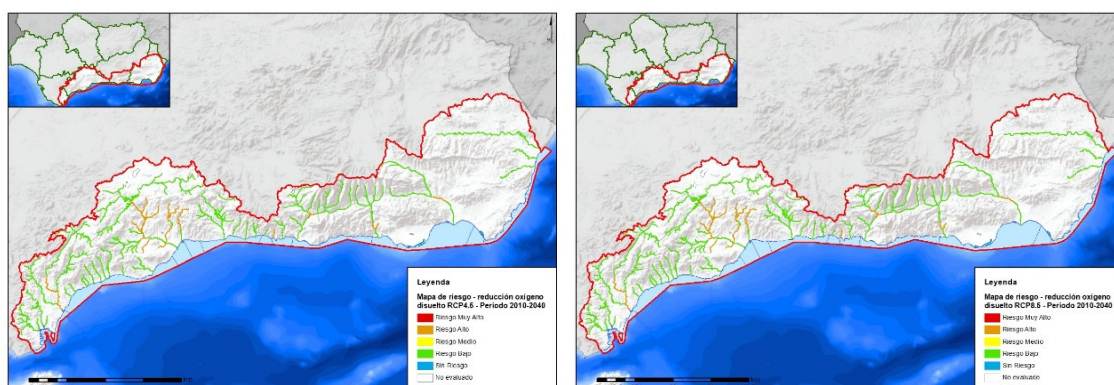 Leyenda
Mapa de riesgo - reducción oxígeno
disuelto RCP4.5 - Periodo 2010-2040
Riesgo Muy Alto
Riesgo Alto
Riesgo Medio
Riesgo Bajo
Sin Riesgo
No evaluado
Leyenda
Mapa de riesgo - reducción oxígeno
disuelto RCP8.5 - Periodo 2010-2040
Riesgo Muy Alto
Riesgo Alto
Riesgo Medio
Riesgo Bajo
Sin Riesgo
No evaluado